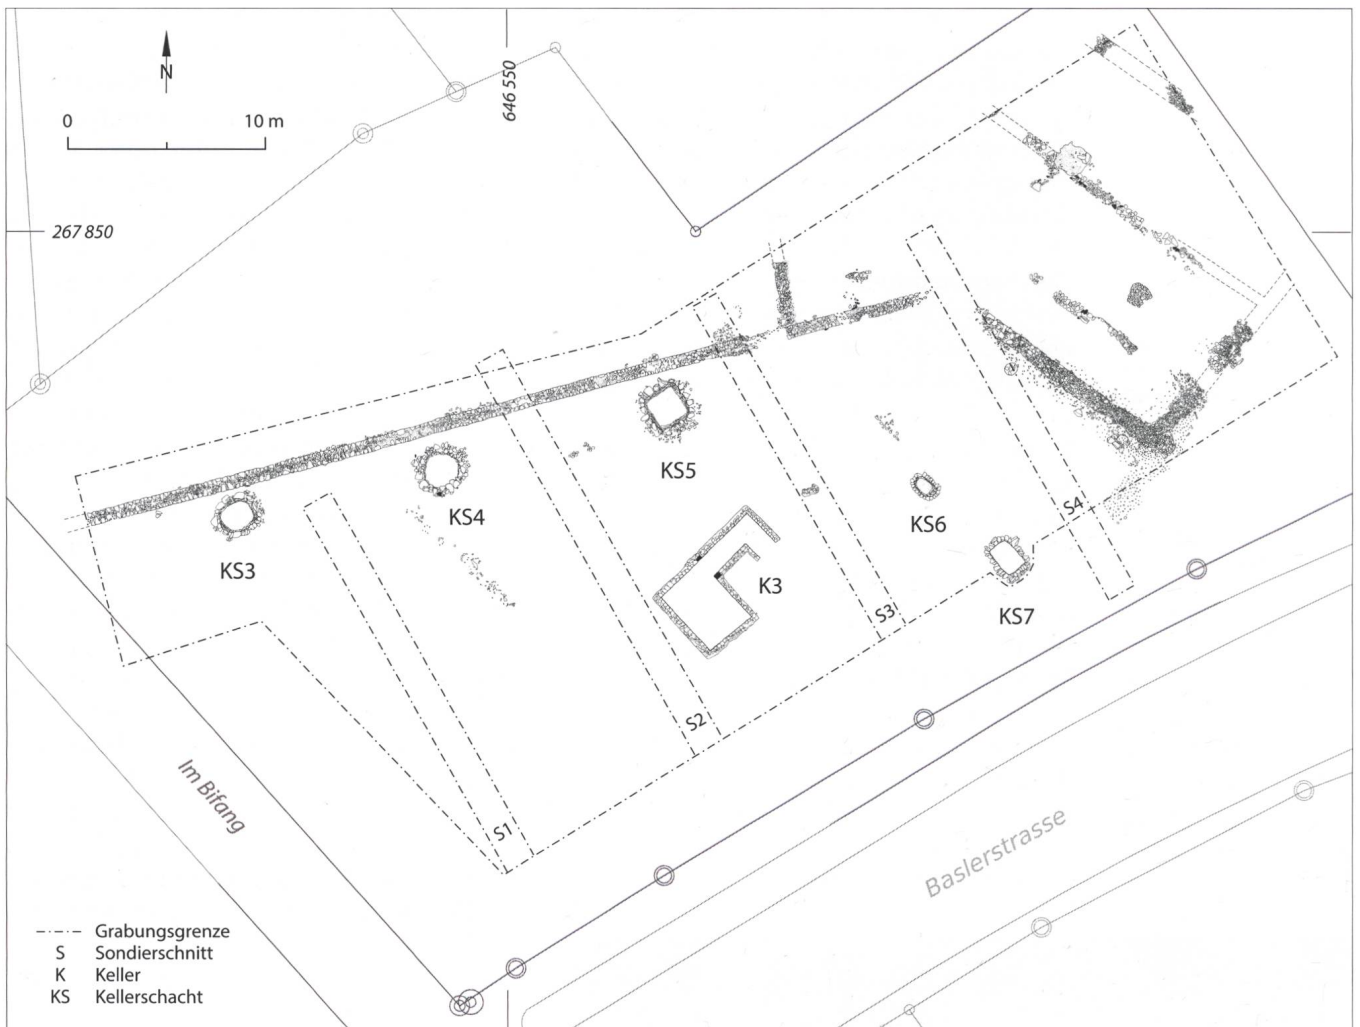 N
0 10 m
646 550
267 850
KS5
KS4
KS6
KS3
K3
S4
S3
KS7
S2
Im Bifang
S1
Baslerstrasse
Grabungsgrenze
S Sondierschnitt
K Keller
KS Kellerschacht